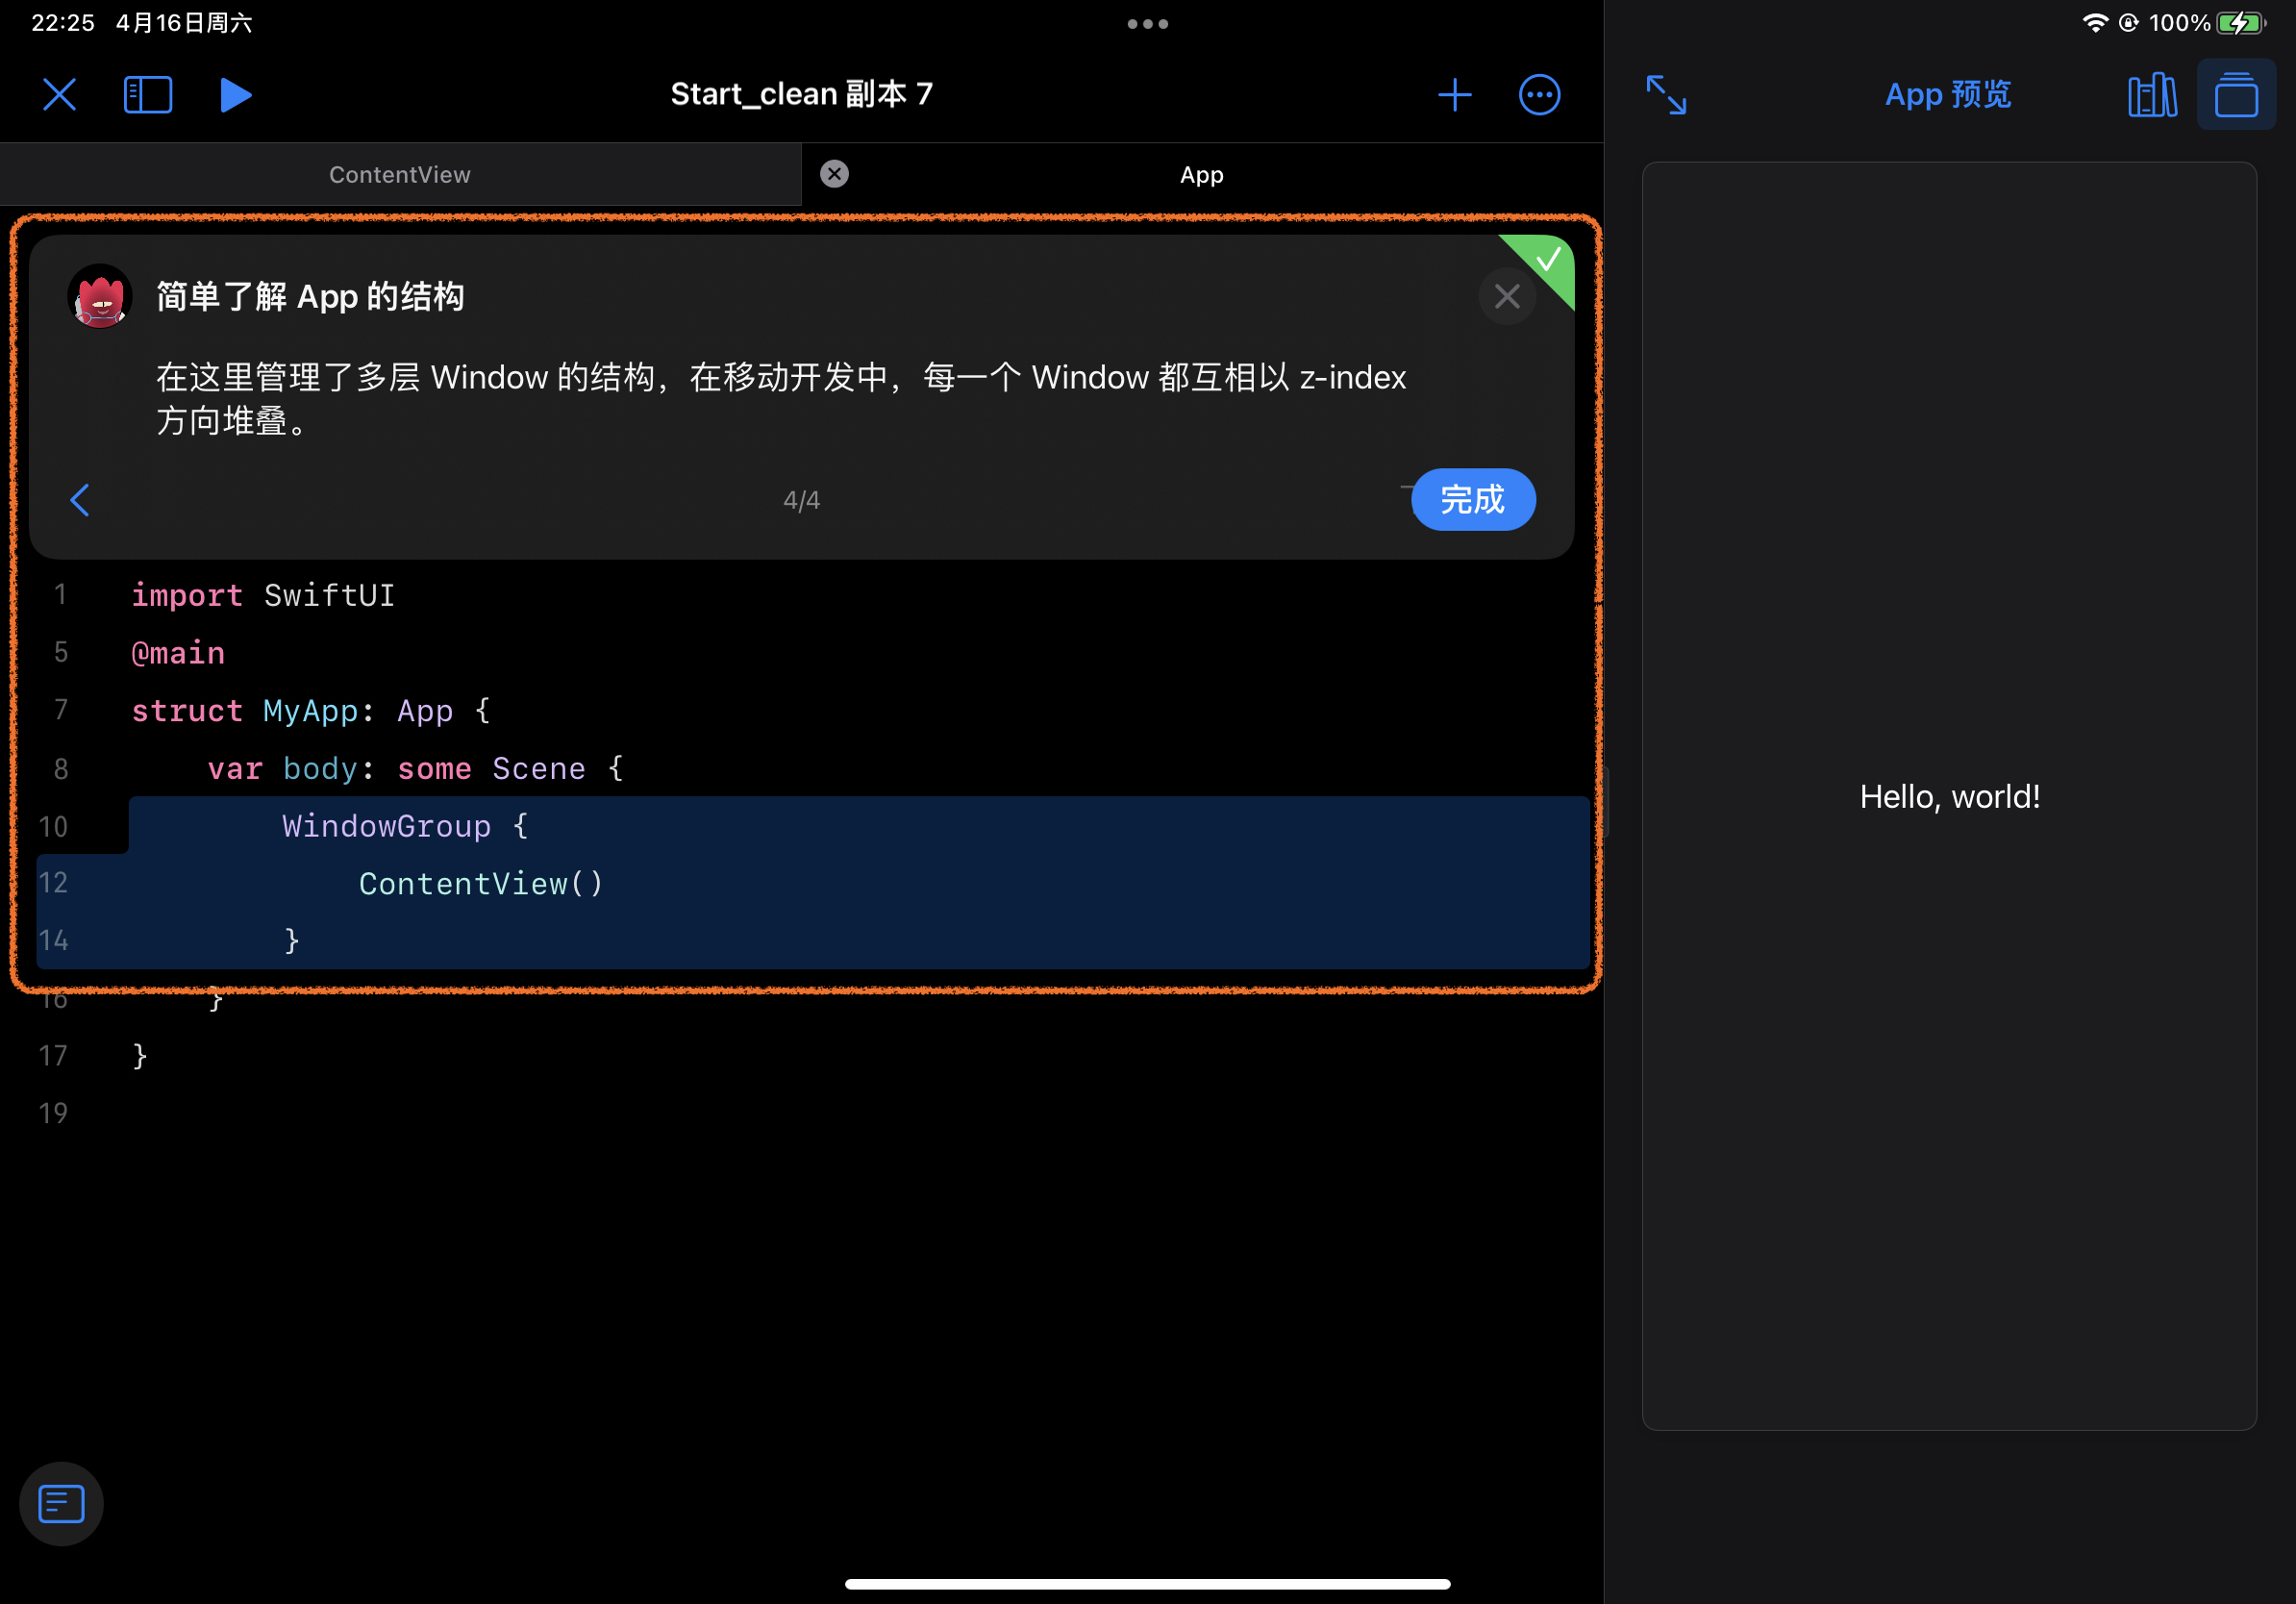 22:25 4月16日周六
100%
Start_clean 副本 7
App 预览
ContentView
App
简单了解 App 的结构
在这里管理了多层 Window 的结构，在移动开发中，每一个 Window 都互相以 z-index
方向堆叠。
4/4
完成
1 import SwiftUI
5 @main
7 struct MyApp: App {
8 var body: some Scene {
10 WindowGroup {
12 ContentView()
14 }
16 }
17 }
19
Hello, world!